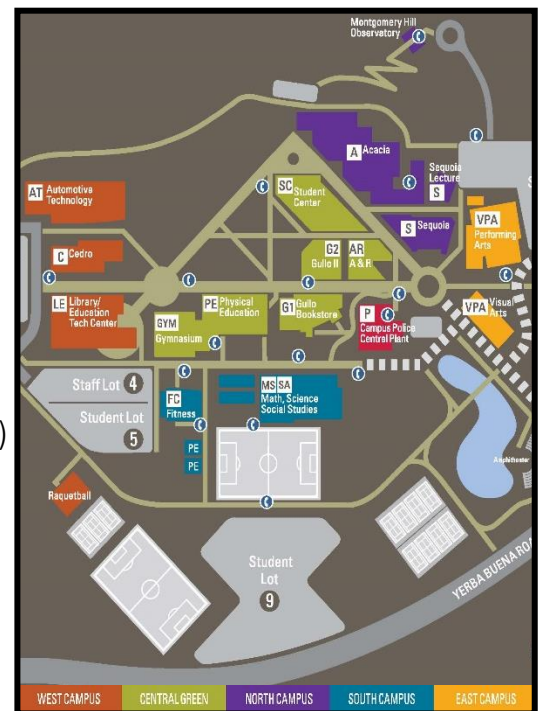 Montgomery Hill
Observatory
A Acacia
Sequoia
Lecture
S
SC Student
Center
AT Automotive
Technology
S Sequoia
VPA
Performing
Arts
C
Cedro
G2
Gullo II
AR
A & R
LE Library/
Education
Tech Center
PE Physical
Education
G1 Gullo
Bookstore
P
Campus Police
Central Plant
VPA Visual
Arts
GYM
Gymnasium
Staff Lot 4
Student Lot
5
)
FC
Fitness
MS SA
Math, Science
Social Studies
PE
PE
Amphitheater
Raquetball
Student
Lot
9
YERBA BUENA RO
WEST CAMPUS
CENTRAL GREEN
NORTH CAMPUS
SOUTH CAMPUS
EAST CAMPUS